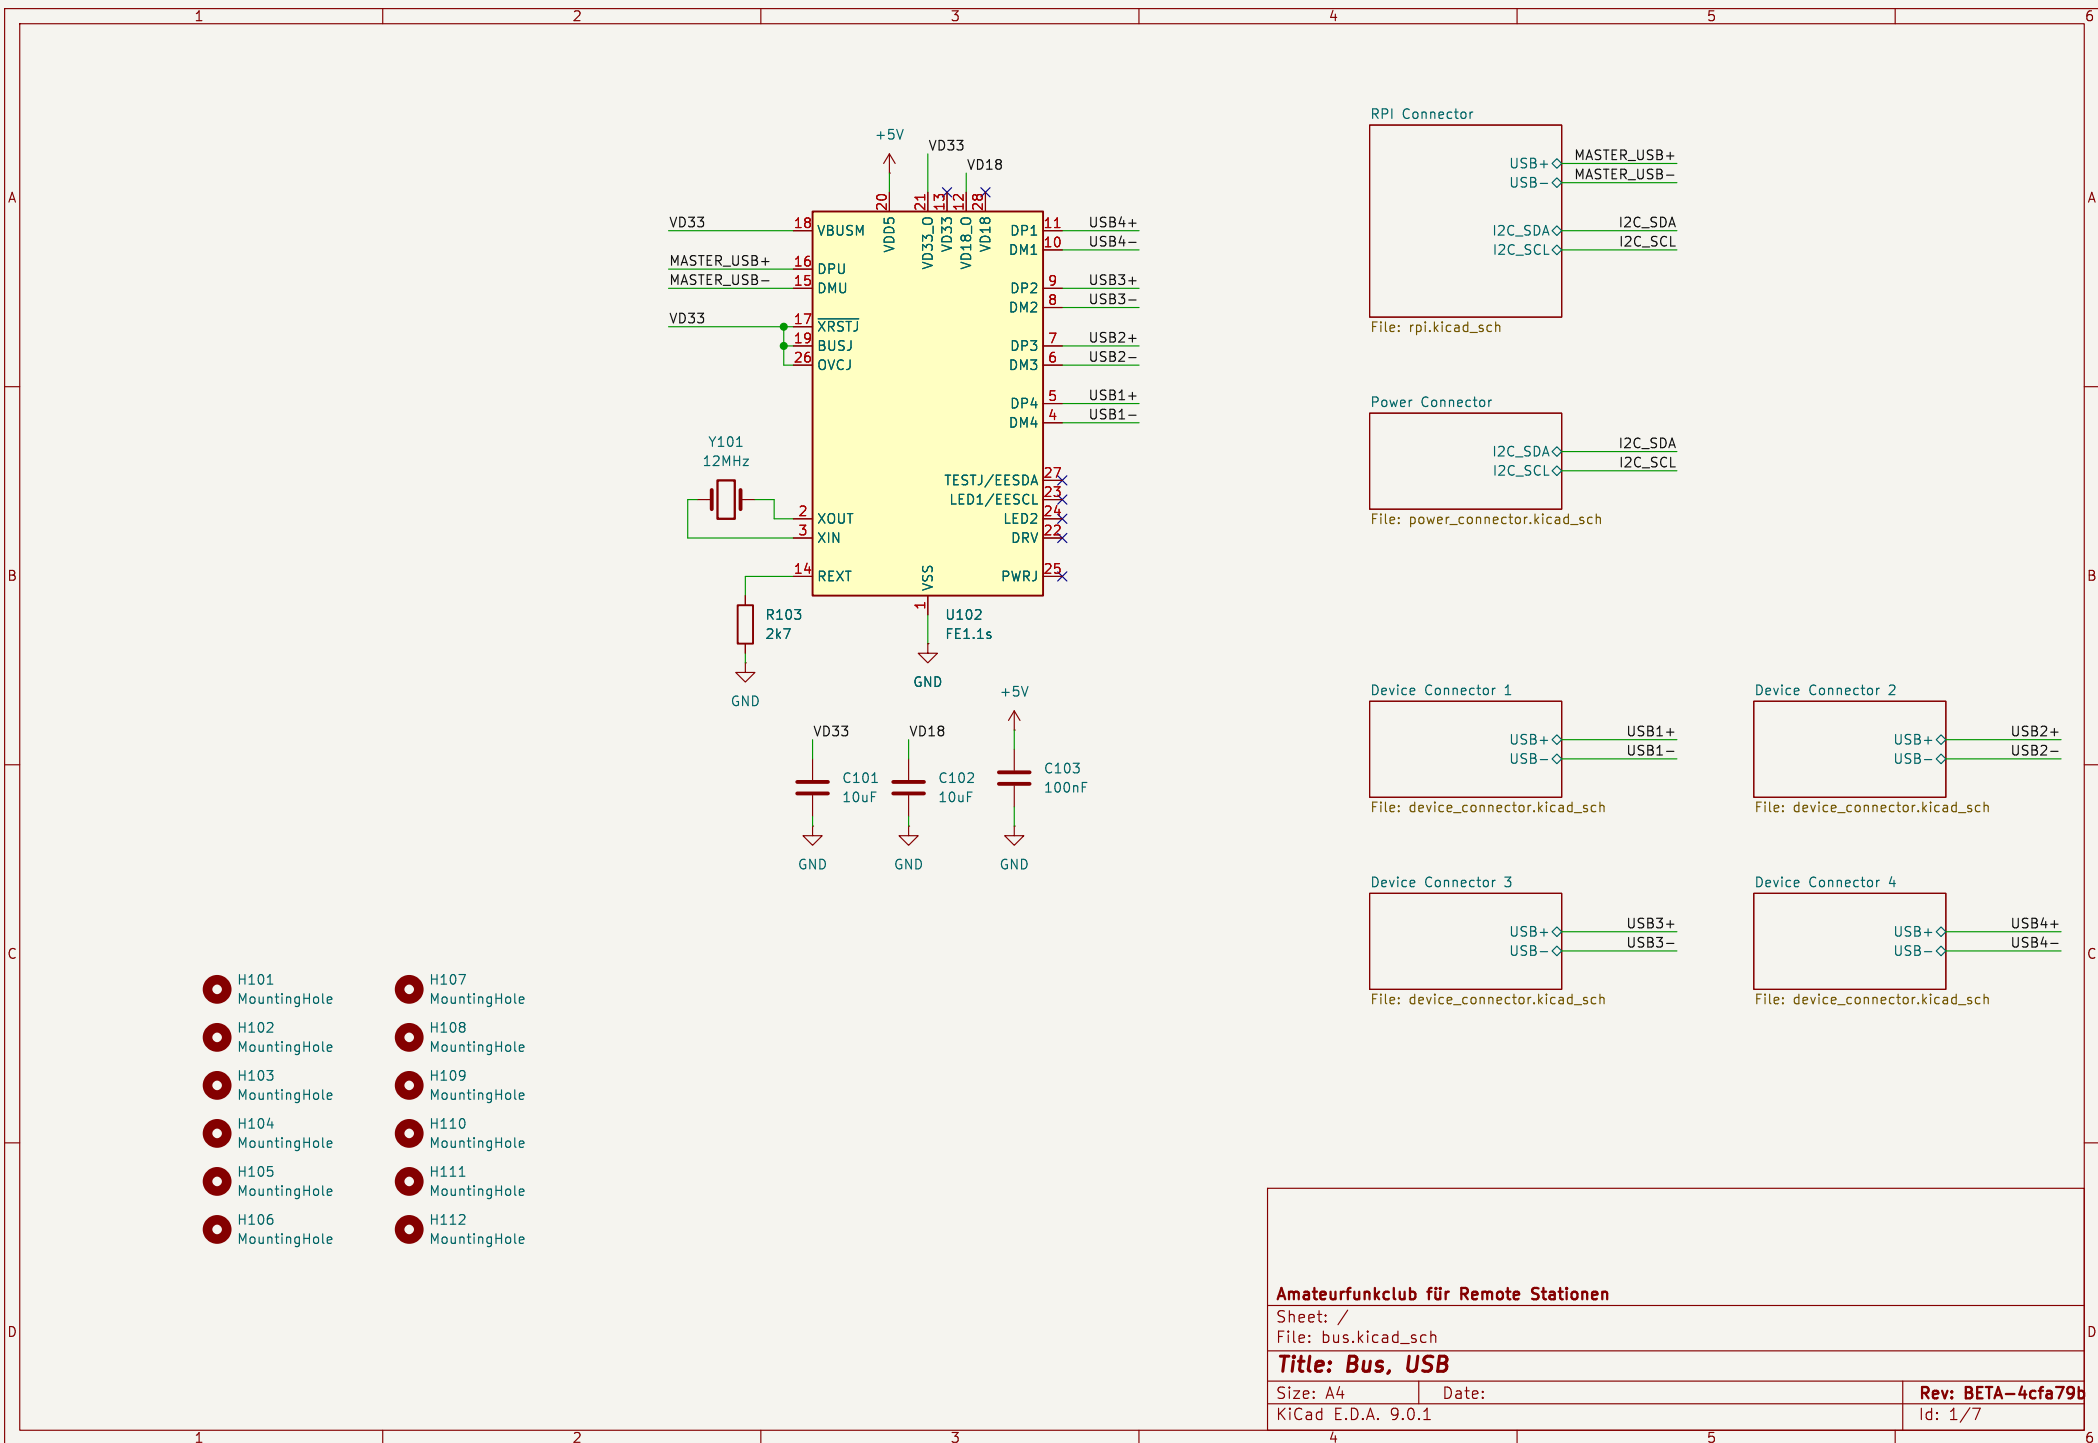 1 2 3 4 5 6
A
B
C
D
A
B
C
D
1 2 3 4 5 6
+5V
VD33
VD18
20
21
13
12
28
VDD5
VD33_O
VD33
VD18_O
VD18
VD33
18 VBUSM
MASTER_USB+
16 DPU
MASTER_USB-
15 DMU
VD33
17 XRSTJ
19 BUSJ
26 OVCJ
Y101
12MHz
2 XOUT
3 XIN
14 REXT
R103
2k7
GND
DP1 11 USB4+
DM1 10 USB4-
DP2 9 USB3+
DM2 8 USB3-
DP3 7 USB2+
DM3 6 USB2-
DP4 5 USB1+
DM4 4 USB1-
TESTJ/EESDA 27
LED1/EESCL 23
LED2 24
DRV 22
PWRJ 25
VSS
1
U102
FE1.1s
GND
VD33
C101
10uF
GND
VD18
C102
10uF
GND
+5V
C103
100nF
GND
RPI Connector
USB+ MASTER_USB+
USB- MASTER_USB-
I2C_SDA I2C_SDA
I2C_SCL I2C_SCL
File: rpi.kicad_sch
Power Connector
I2C_SDA I2C_SDA
I2C_SCL I2C_SCL
File: power_connector.kicad_sch
Device Connector 1
USB+ USB1+
USB- USB1-
File: device_connector.kicad_sch
Device Connector 2
USB+ USB2+
USB- USB2-
File: device_connector.kicad_sch
Device Connector 3
USB+ USB3+
USB- USB3-
File: device_connector.kicad_sch
Device Connector 4
USB+ USB4+
USB- USB4-
File: device_connector.kicad_sch
H101
MountingHole
H102
MountingHole
H103
MountingHole
H104
MountingHole
H105
MountingHole
H106
MountingHole
H107
MountingHole
H108
MountingHole
H109
MountingHole
H110
MountingHole
H111
MountingHole
H112
MountingHole
Amateurfunkclub für Remote Stationen
Sheet: /
File: bus.kicad_sch
Title: Bus, USB
Size: A4 Date: Rev: BETA-4cfa79b
KiCad E.D.A. 9.0.1 Id: 1/7